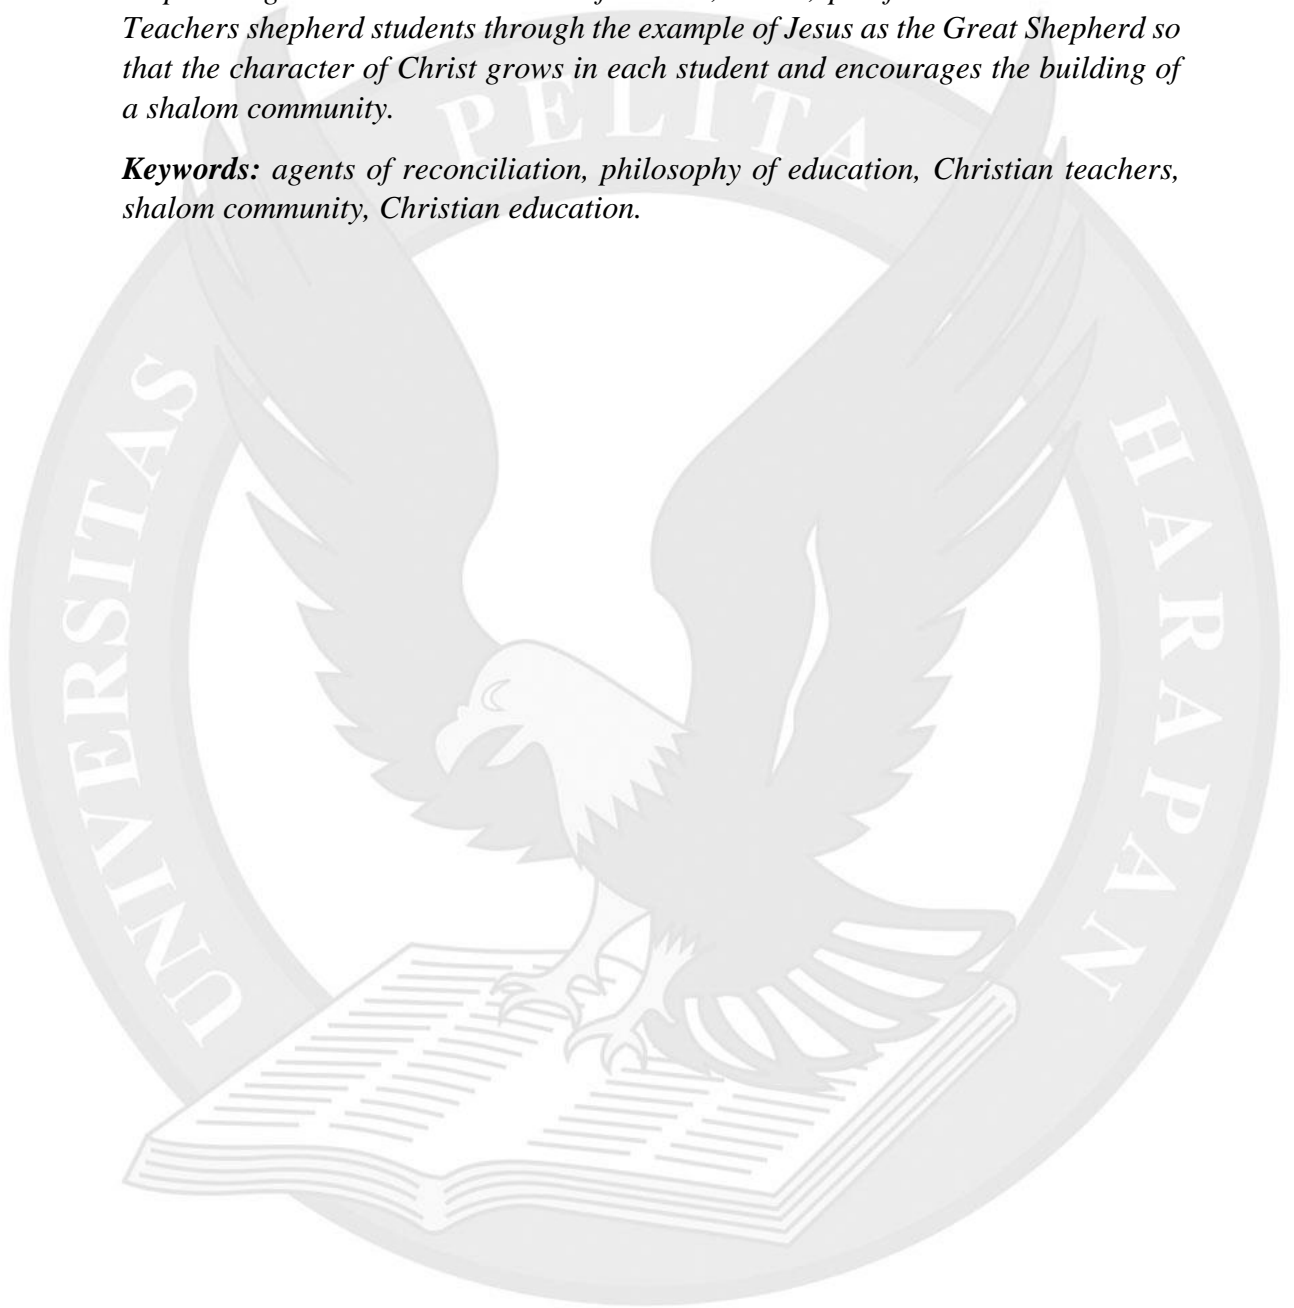 Teachers shepherd students through the example of Jesus as the Great Shepherd so
that the character of Christ grows in each student and encourages the building of
a shalom community.
Keywords: agents of reconciliation, philosophy of education, Christian teachers,
shalom community, Christian education.
UNIVERSITAS PELITA HARAPAN